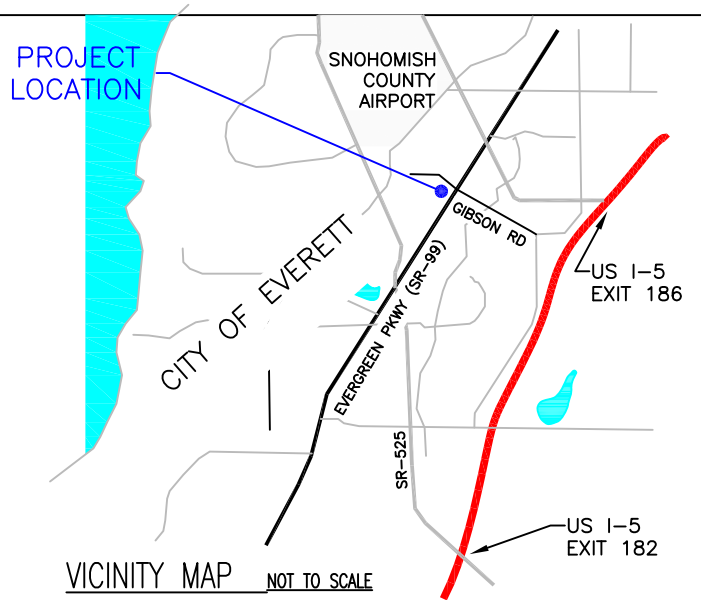 PROJECT
LOCATION
SNOHOMISH
COUNTY
AIRPORT
GIBSON RD
CITY OF EVERETT
EVERGREEN PKWY (SR-99)
US I-5
EXIT 186
SR-525
US I-5
EXIT 182
VICINITY MAP NOT TO SCALE